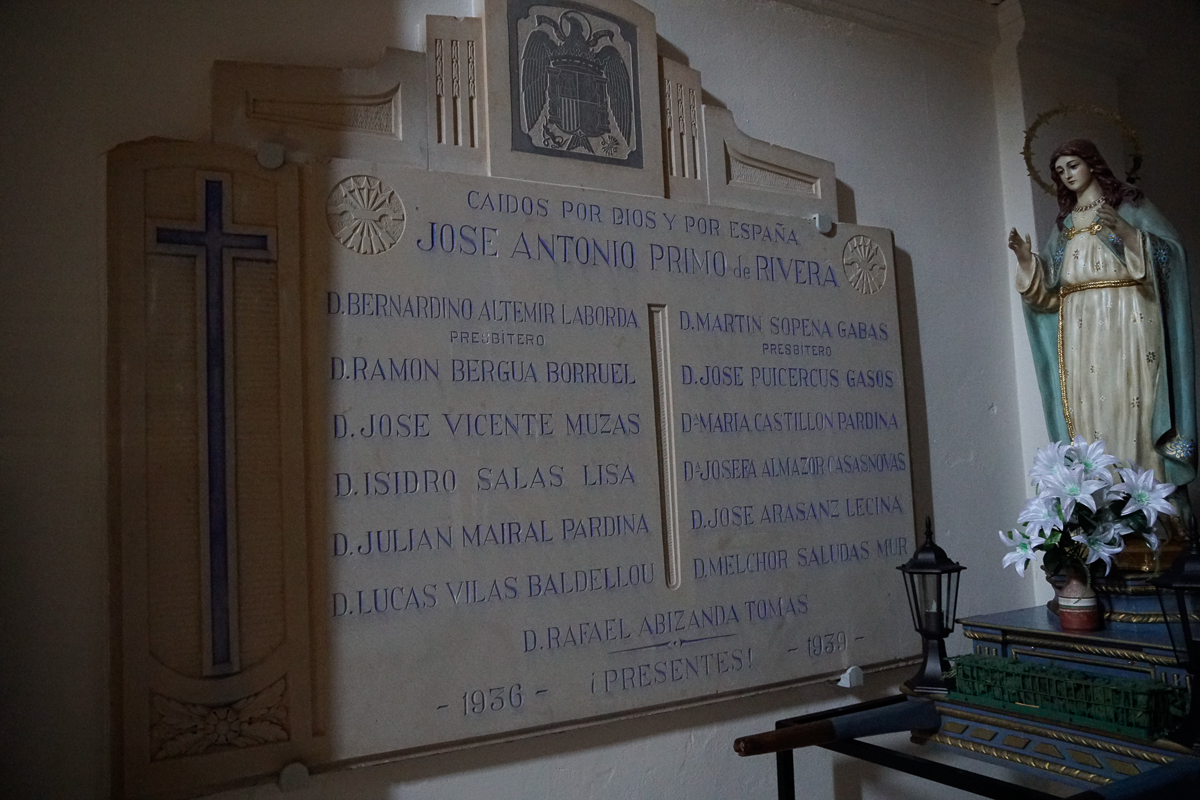 CAIDOS POR DIOS Y POR ESPAÑA
JOSE ANTONIO PRIMO de RIVERA
D. BERNARDINO ALTEMIR LABORDA
PRESBITERO
D. RAMON BERGUA BORRUEL
D. JOSE VICENTE MUZAS
D. ISIDRO SALAS LISA
D. JULIAN MAIRAL PARDINA
D. LUCAS VILAS BALDELLOU
D. MARTIN SOPENA GABAS
PRESBITERO
D. JOSE PUICERCUS GASOS
Dª MARIA CASTILLON PARDINA
Dª JOSEFA ALMAZOR CASASNOVAS
D. JOSE ARASANZ LECINA
D. MELCHOR SALUDAS MUR
D. RAFAEL ABIZANDA TOMAS
- 1936 - ¡PRESENTES! - 1939 -